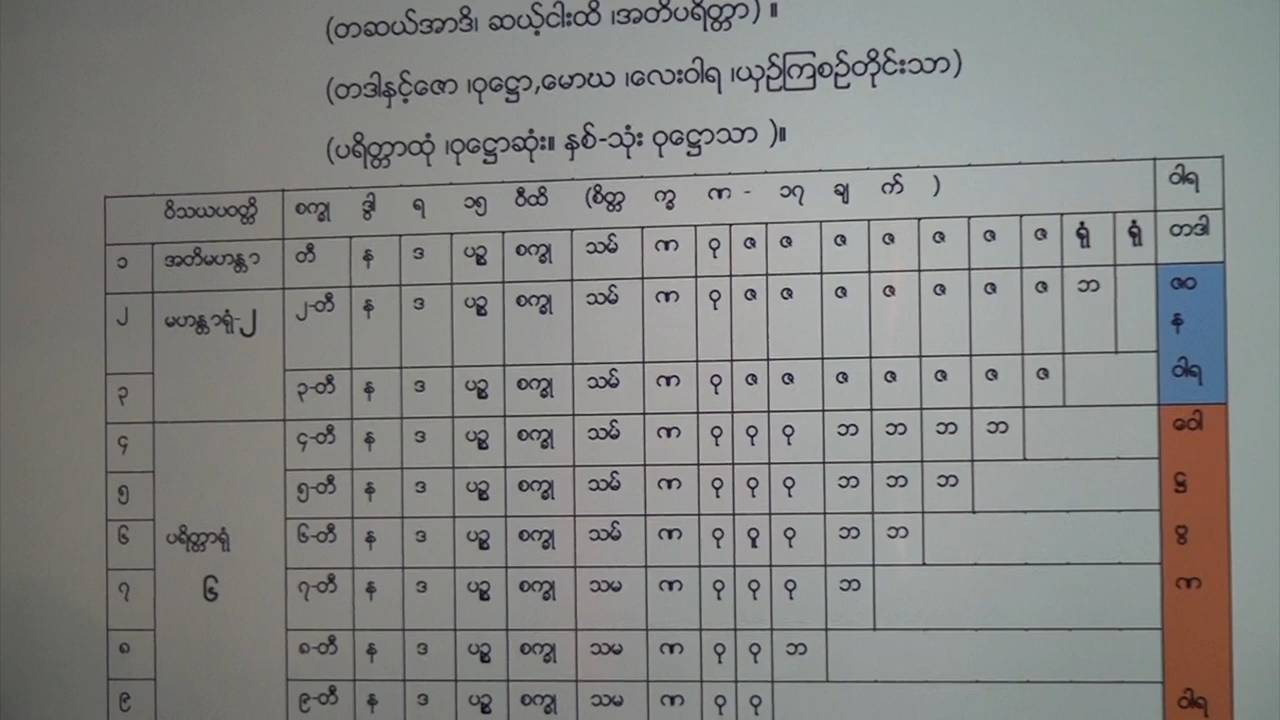 (တဆယ်အာဒိ၊ ဆယ့်ငါးထိ ၊အတိပရိတ္တာ) ။
(တဒါနှင့်ဇော ၊ဝုဋ္ဌော,မောဃ ၊လေးဝါရ ၊ယှဉ်ကြစဉ်တိုင်းသာ)
(ပရိတ္တာထုံ ၊ဝုဋ္ဌောဆုံး။ နှစ်-သုံး ဝုဋ္ဌောသာ )။
ဝိသယပဝတ္တိ စက္ခု ဒွါ ရ ၁၅ ဝီထိ (စိတ္တ က္ခ ဏ - ၁၇ ချ က် ) ဝါရ
၁ အတိမဟန္တာ တီ န ဒ ပဉ္စ စက္ခု သမ် ဏ ဝု ဇ ဇ ဇ ဇ ဇ ဇ ဇ ရုံ ရုံ တဒါ
၂ မဟန္တာရုံ-၂ ၂-တီ န ဒ ပဉ္စ စက္ခု သမ် ဏ ဝု ဇ ဇ ဇ ဇ ဇ ဇ ဇ ဘ ဇဝ
န
၃ ၃-တီ န ဒ ပဉ္စ စက္ခု သမ် ဏ ဝု ဇ ဇ ဇ ဇ ဇ ဇ ဇ ဝါရ
၄ ၄-တီ န ဒ ပဉ္စ စက္ခု သမ် ဏ ဝု ဝု ဝု ဘ ဘ ဘ ဘ ဝေါ
၅ ၅-တီ န ဒ ပဉ္စ စက္ခု သမ် ဏ ဝု ဝု ဝု ဘ ဘ ဘ ဋ္ဌ
၆ ပရိတ္တာရုံ ၆-တီ န ဒ ပဉ္စ စက္ခု သမ် ဏ ဝု ဝူ ဝု ဘ ဘ ဗ္ဗ
၇ ၆ ၇-တီ န ဒ ပဉ္စ စက္ခု သမ ဏ ဝု ဝု ဝု ဘ ဏ
၈ ၈-တီ န ဒ ပဉ္စ စက္ခု သမ ဏ ဝု ဝု ဘ
၉ ၉-တီ န ဒ ပဉ္စ စက္ခု သမ ဏ ဝု ဝု ဝါရ